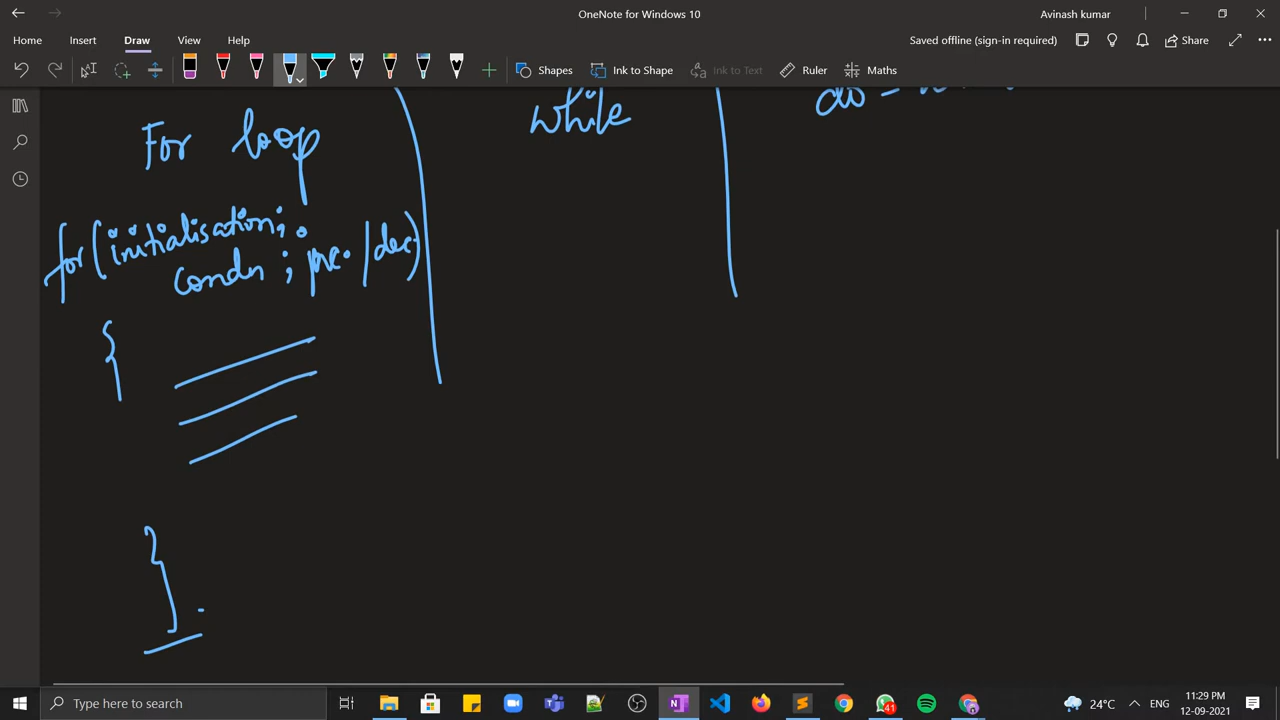 OneNote for Windows 10
Avinash kumar
Home Insert Draw View Help
Saved offline (sign-in required)
Share
Shapes
Ink to Shape
Ink to Text
Ruler
Maths
For loop
while
for (initialisation;
condn ; inc. / dec)
{
}
Type here to search
41
24°C
ENG
11:29 PM
12-09-2021